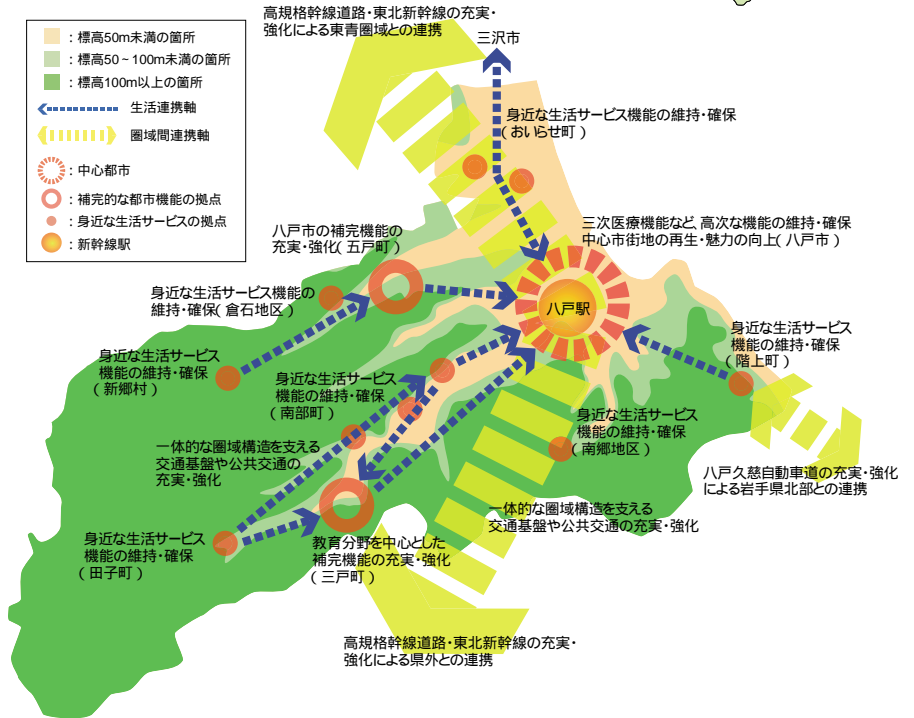 高規格幹線道路・東北新幹線の充実・
強化による東青圏域との連携
三沢市
：標高50m未満の箇所
：標高50～100m未満の箇所
：標高100m以上の箇所
生活連携軸
圏域間連携軸
：中心都市
：補完的な都市機能の拠点
：身近な生活サービスの拠点
：新幹線駅
身近な生活サービス機能の維持・確保
（おいらせ町）
三次医療機能など、高次な機能の維持・確保
中心市街地の再生・魅力の向上（八戸市）
八戸市の補完機能の
充実・強化（五戸町）
八戸駅
身近な生活サービス機能の
維持・確保（倉石地区）
身近な生活サービス
機能の維持・確保
（新郷村）
身近な生活サービス
機能の維持・確保
（南部町）
身近な生活サービス
機能の維持・確保
（階上町）
身近な生活サービス
機能の維持・確保
（南郷地区）
一体的な圏域構造を支える
交通基盤や公共交通の
充実・強化
八戸久慈自動車道の充実・強化
による岩手県北部との連携
一体的な圏域構造を支える
交通基盤や公共交通の充実・強化
身近な生活サービス
機能の維持・確保
（田子町）
教育分野を中心とした
補完機能の充実・強化
（三戸町）
高規格幹線道路・東北新幹線の充実・
強化による県外との連携